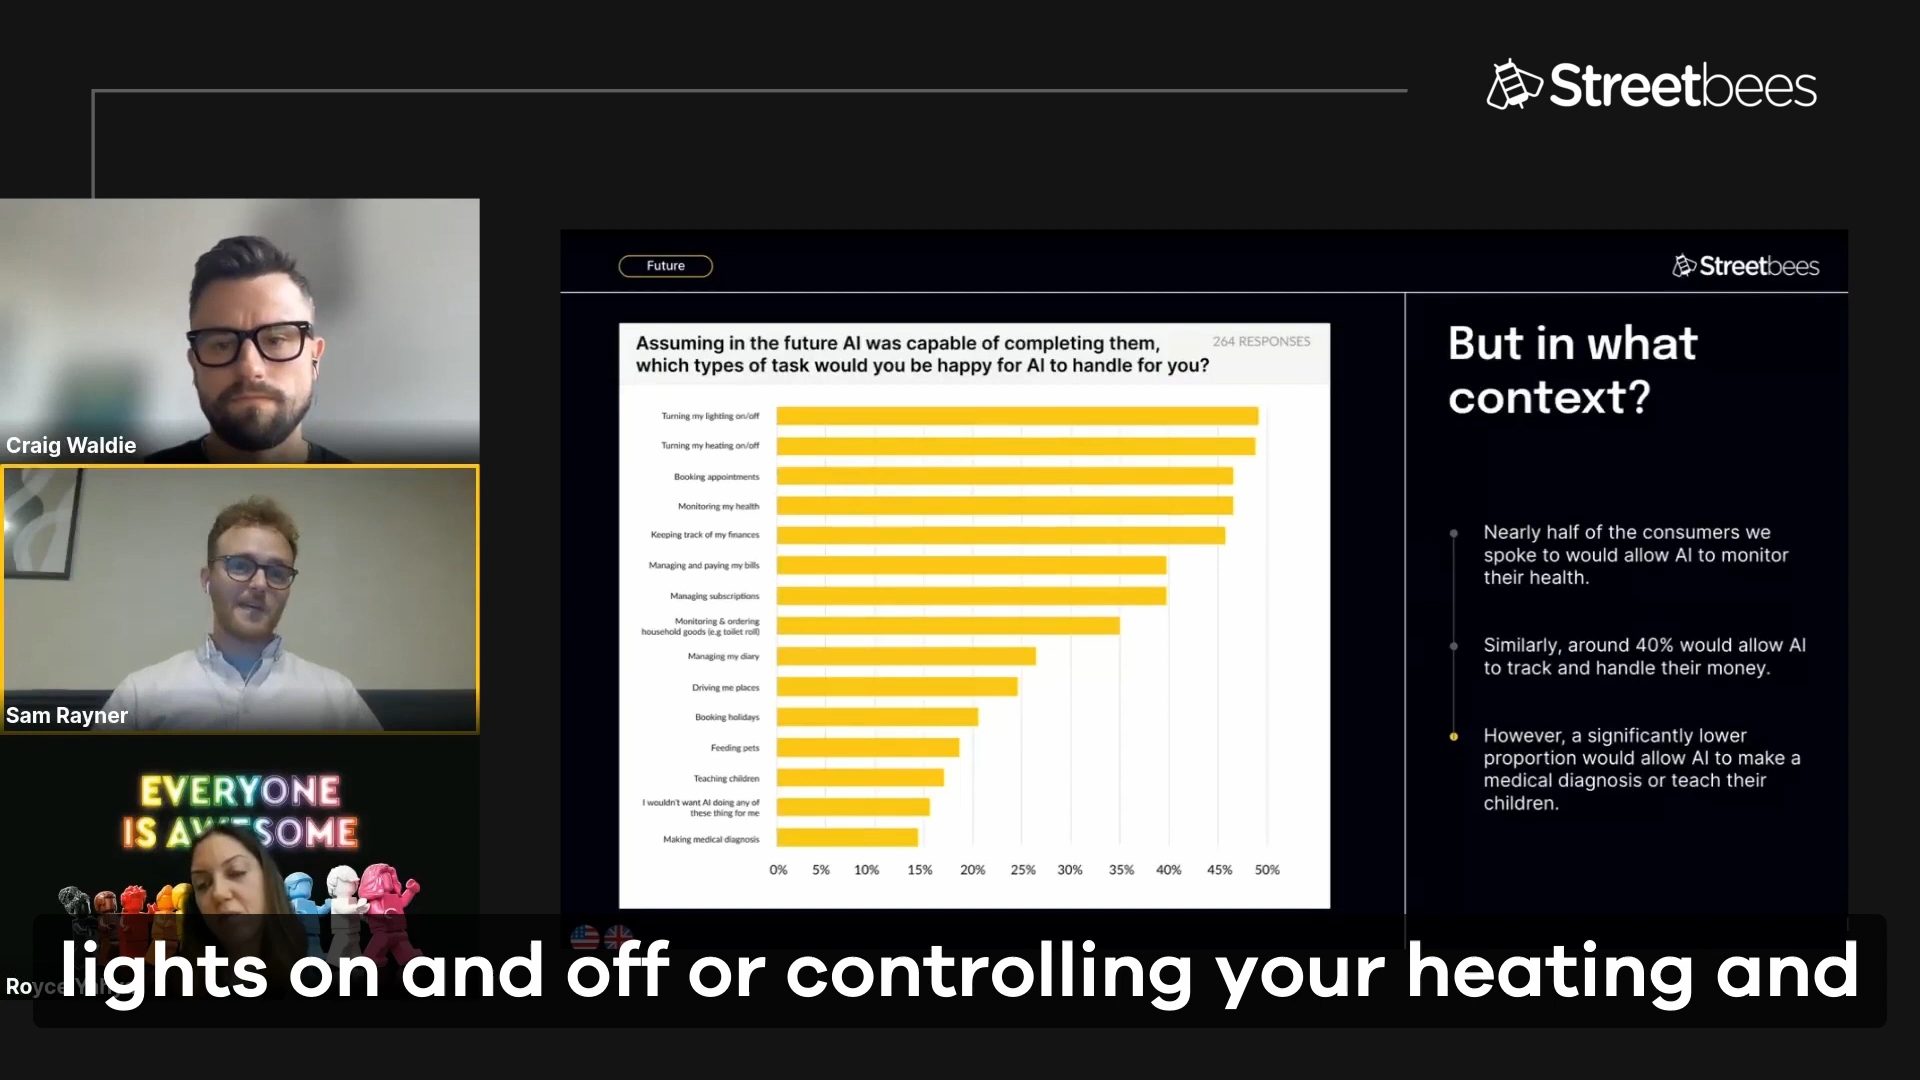 Streetbees
Craig Waldie
Sam Rayner
EVERYONE
IS AWESOME
Future
Streetbees
Assuming in the future AI was capable of completing them,
which types of task would you be happy for AI to handle for you?
264 RESPONSES
Turning my lighting on/off
Turning my heating on/off
Booking appointments
Monitoring my health
Keeping track of my finances
Managing and paying my bills
Managing subscriptions
Monitoring & ordering
household goods (e.g toilet roll)
Managing my diary
Driving me places
Booking holidays
Feeding pets
Teaching children
I wouldn't want AI doing any of
these thing for me
Making medical diagnosis
0% 5% 10% 15% 20% 25% 30% 35% 40% 45% 50%
But in what
context?
Nearly half of the consumers we
spoke to would allow AI to monitor
their health.
Similarly, around 40% would allow AI
to track and handle their money.
However, a significantly lower
proportion would allow AI to make a
medical diagnosis or teach their
children.
Royce
lights on and off or controlling your heating and